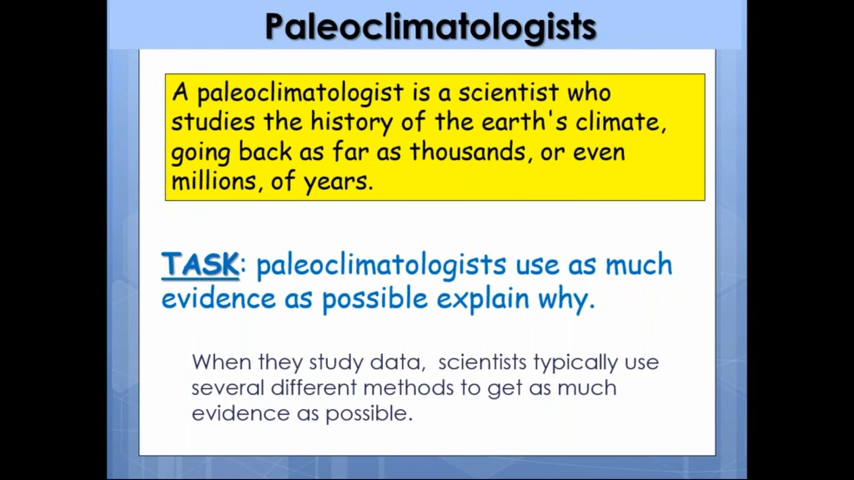 Paleoclimatologists
A paleoclimatologist is a scientist who
studies the history of the earth's climate,
going back as far as thousands, or even
millions, of years.
TASK: paleoclimatologists use as much
evidence as possible explain why.
When they study data, scientists typically use
several different methods to get as much
evidence as possible.